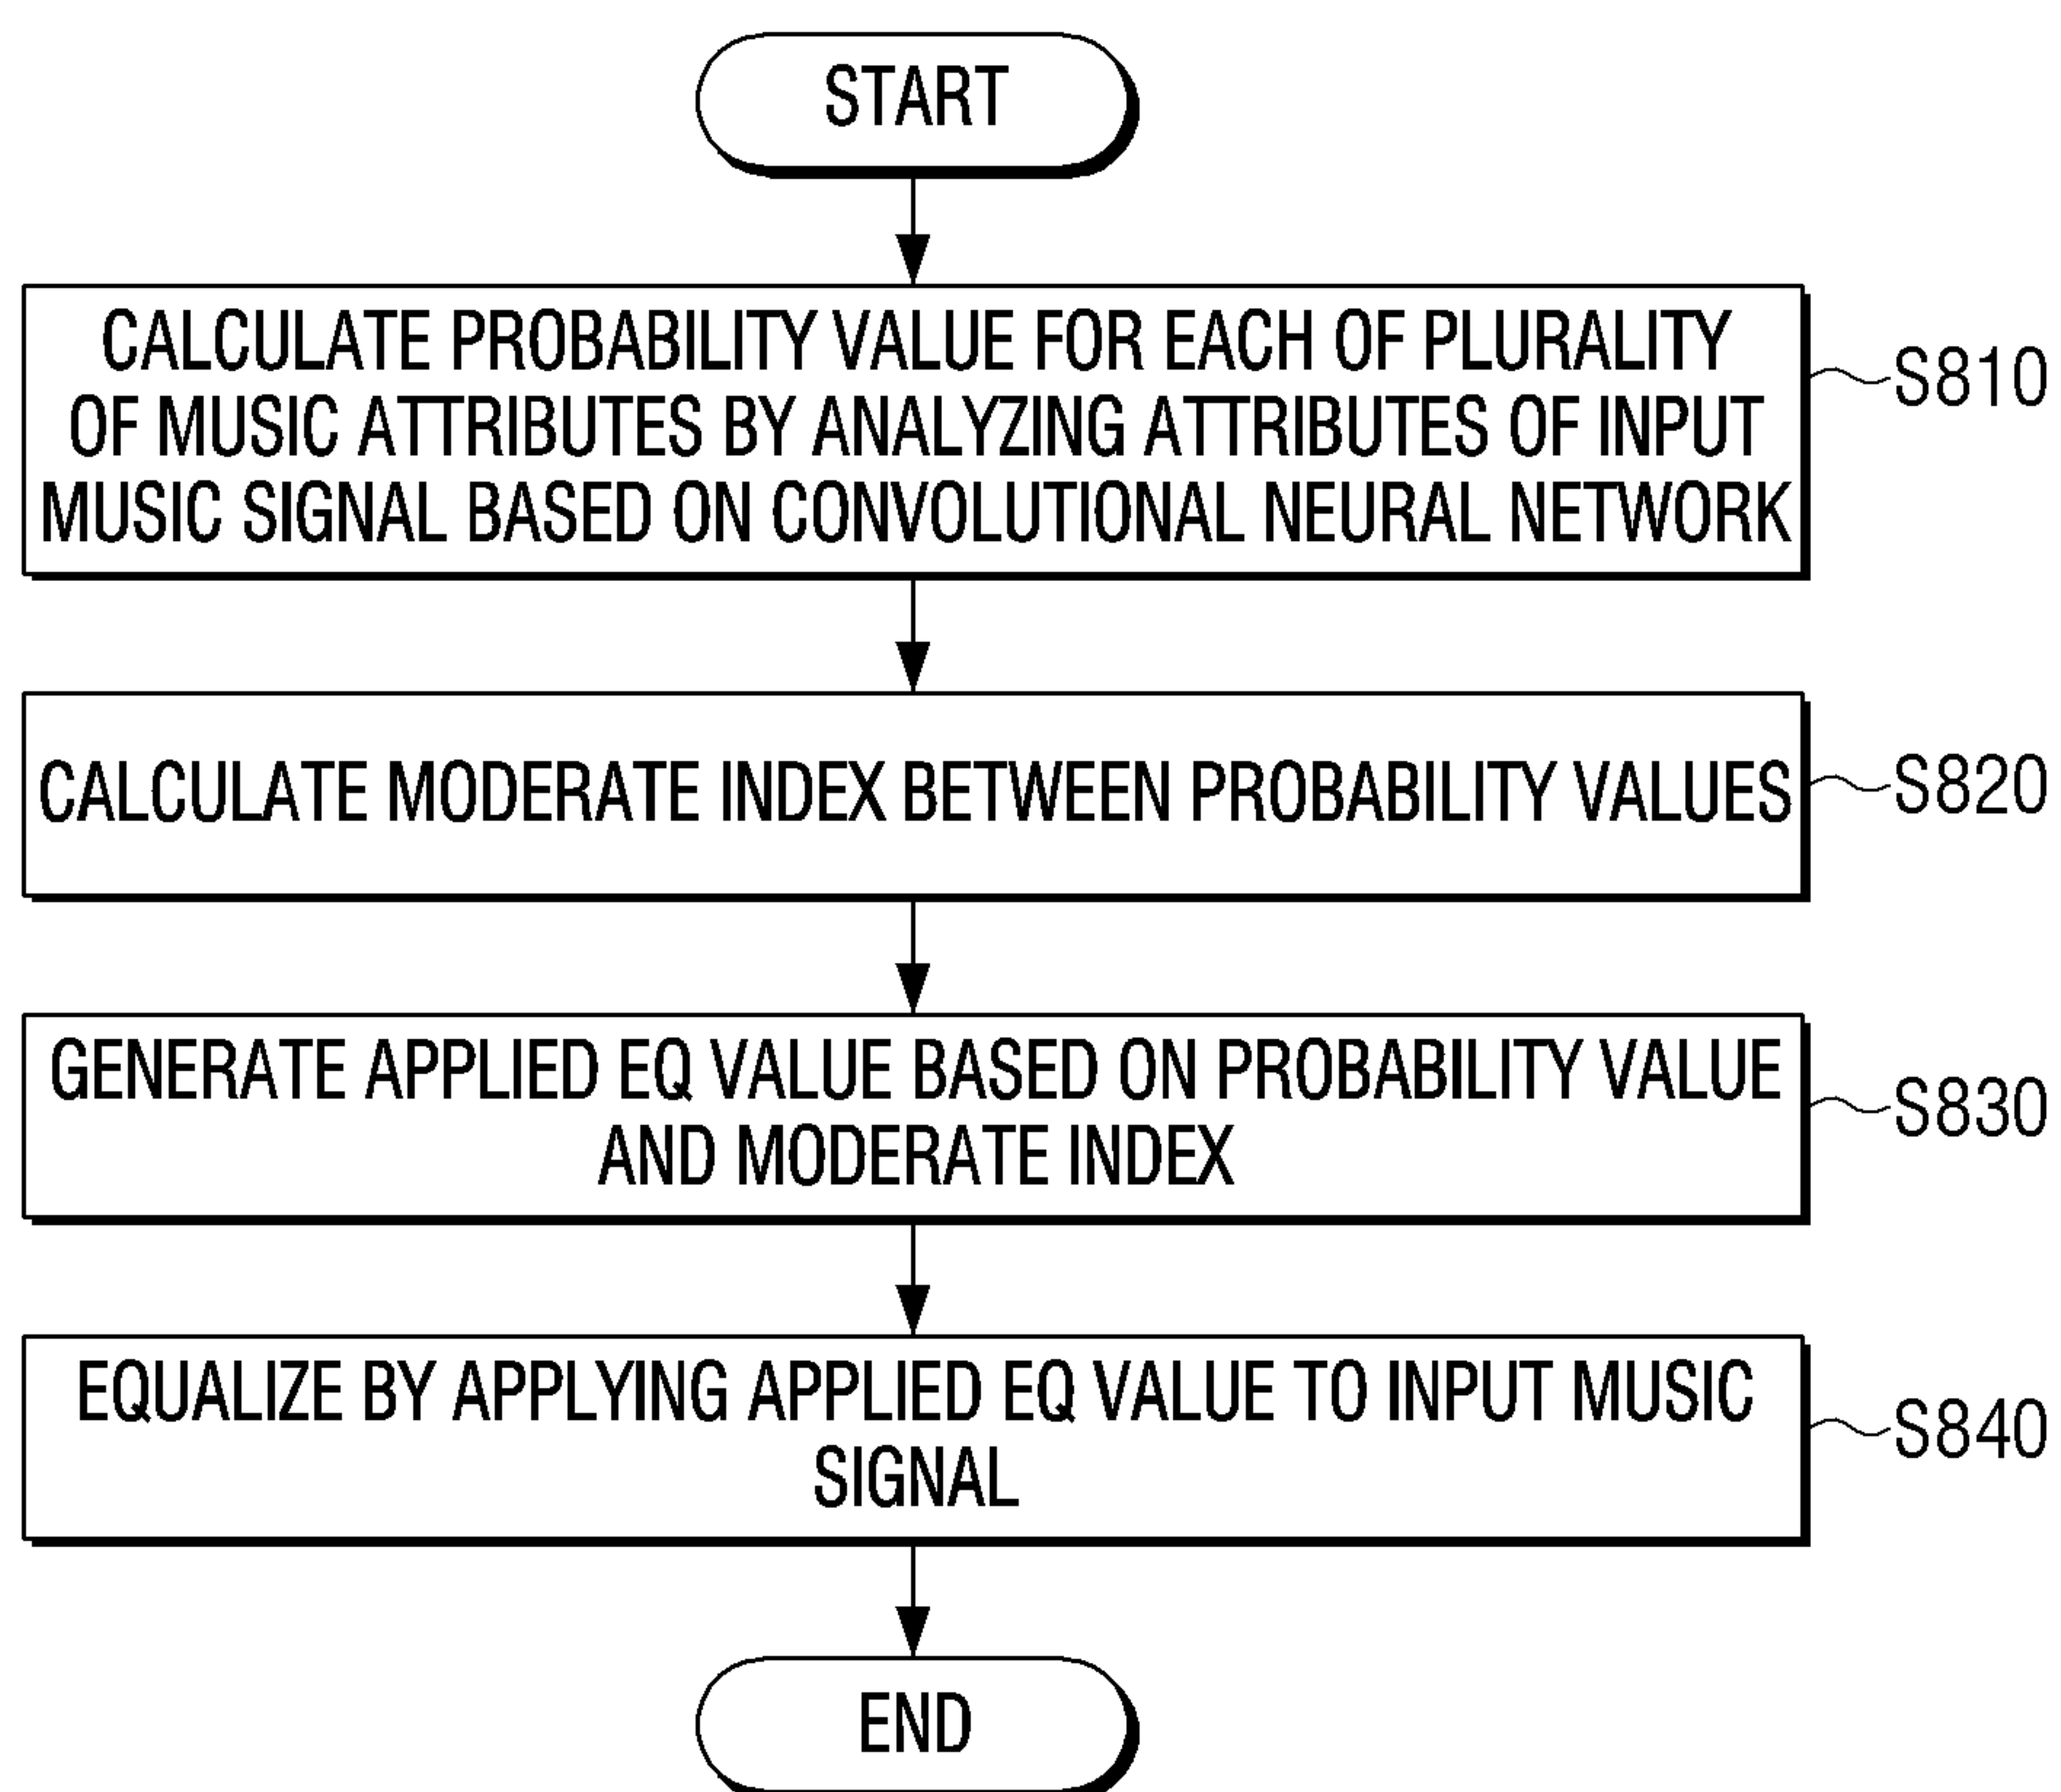 START
CALCULATE PROBABILITY VALUE FOR EACH OF PLURALITY
OF MUSIC ATTRIBUTES BY ANALYZING ATTRIBUTES OF INPUT
MUSIC SIGNAL BASED ON CONVOLUTIONAL NEURAL NETWORK
S810
CALCULATE MODERATE INDEX BETWEEN PROBABILITY VALUES
S820
GENERATE APPLIED EQ VALUE BASED ON PROBABILITY VALUE
AND MODERATE INDEX
S830
EQUALIZE BY APPLYING APPLIED EQ VALUE TO INPUT MUSIC
SIGNAL
S840
END